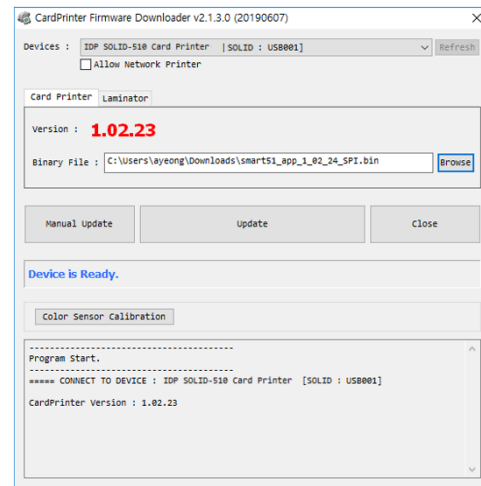 CardPrinter Firmware Downloader v2.1.3.0 (20190607)
Devices : IDP SOLID-510 Card Printer |SOLID : USB001] Refresh
Allow Network Printer
Card Printer Laminator
Version : 1.02.23
Binary File : C:\Users\ayeong\Downloads\smart51_app_1_02_24_SPI.bin Browse
Manual Update Update Close
Device is Ready.
Color Sensor Calibration
---------------------------------------
Program Start.
---------------------------------------
===== CONNECT TO DEVICE : IDP SOLID-510 Card Printer [SOLID : USB001]
CardPrinter Version : 1.02.23